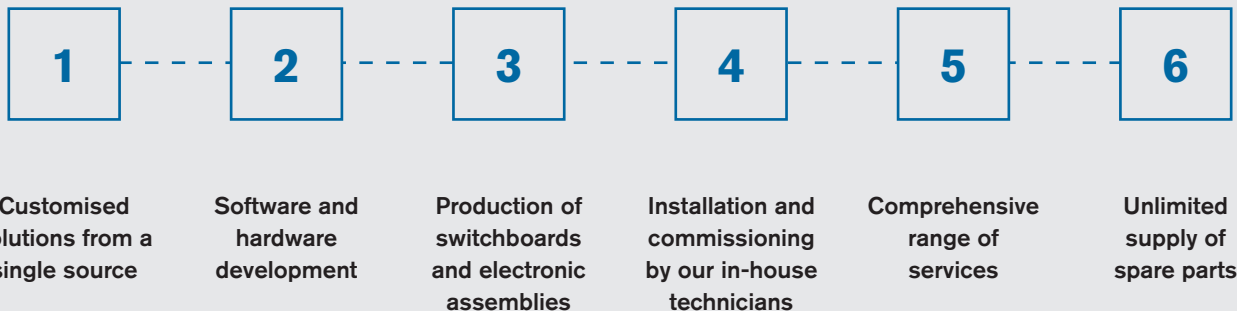 1
2
3
4
5
6
Customised
olutions from a
single source
Software and
hardware
development
Production of
switchboards
and electronic
assemblies
Installation and
commissioning
by our in-house
technicians
Comprehensive
range of
services
Unlimited
supply of
spare parts